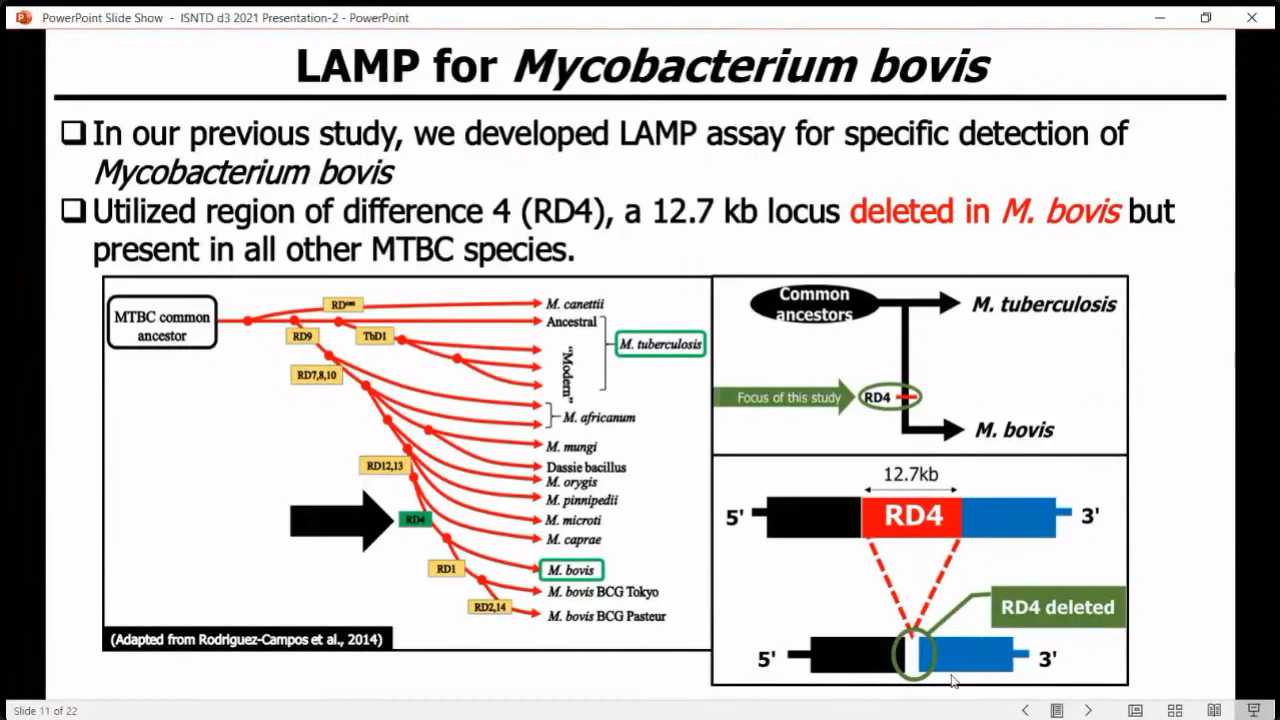 PowerPoint Slide Show - ISNTD d3 2021 Presentation-2 - PowerPoint
LAMP for Mycobacterium bovis
In our previous study, we developed LAMP assay for specific detection of
Mycobacterium bovis
Utilized region of difference 4 (RD4), a 12.7 kb locus deleted in M. bovis but
present in all other MTBC species.
MTBC common
ancestor
RD9
TbD1
RD7,8,10
RD12,13
RD4
RD1
RD2,14
M. canettii
Ancestral
"Modern"
M. tuberculosis
M. africanum
M. mungi
Dassie bacillus
M. orygis
M. pinnipedii
M. microti
M. caprae
M. bovis
M. bovis BCG Tokyo
M. bovis BCG Pasteur
(Adapted from Rodriguez-Campos et al., 2014)
Common
ancestors
M. tuberculosis
Focus of this study
RD4
M. bovis
12.7kb
5' RD4 3'
RD4 deleted
5' 3'
Slide 11 of 22